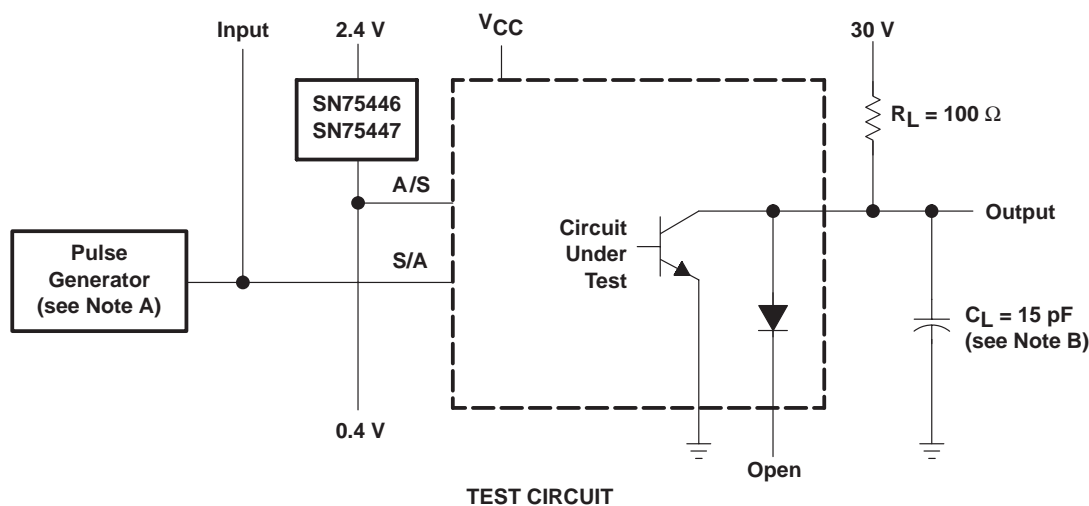 Input
2.4 V
VCC
30 V
SN75446
SN75447
RL = 100 Ω
A/S
Circuit
Under
Test
Output
Pulse
Generator
(see Note A)
S/A
CL = 15 pF
(see Note B)
0.4 V
Open
TEST CIRCUIT